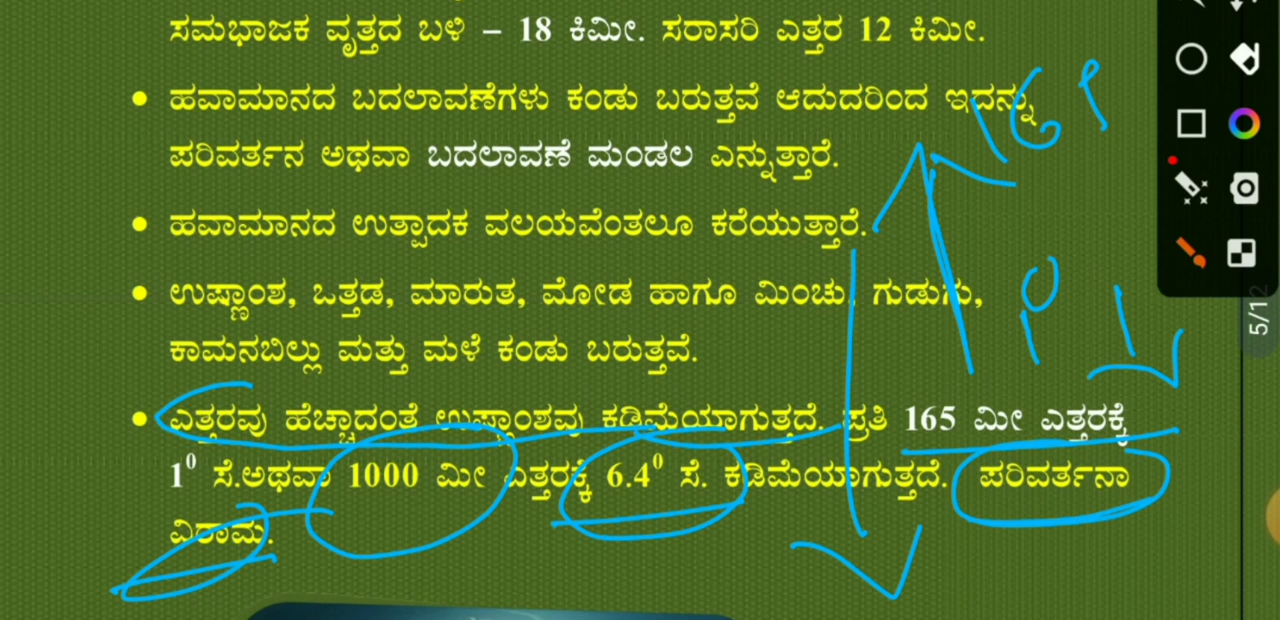 ಸಮಭಾಜಕ ವೃತ್ತದ ಬಳಿ – 18 ಕಿಮೀ. ಸರಾಸರಿ ಎತ್ತರ 12 ಕಿಮೀ.
• ಹವಾಮಾನದ ಬದಲಾವಣೆಗಳು ಕಂಡು ಬರುತ್ತವೆ ಆದುದರಿಂದ ಇದನ್ನು
ಪರಿವರ್ತನ ಅಥವಾ ಬದಲಾವಣೆ ಮಂಡಲ ಎನ್ನುತ್ತಾರೆ.
• ಹವಾಮಾನದ ಉತ್ಪಾದಕ ವಲಯವೆಂತಲೂ ಕರೆಯುತ್ತಾರೆ.
• ಉಷ್ಣಾಂಶ, ಒತ್ತಡ, ಮಾರುತ, ಮೋಡ ಹಾಗೂ ಮಿಂಚು, ಗುಡುಗು,
ಕಾಮನಬಿಲ್ಲು ಮತ್ತು ಮಳೆ ಕಂಡು ಬರುತ್ತವೆ.
• ಎತ್ತರವು ಹೆಚ್ಚಾದಂತೆ ಉಷ್ಣಾಂಶವು ಕಡಿಮೆಯಾಗುತ್ತದೆ. ಪ್ರತಿ 165 ಮೀ ಎತ್ತರಕ್ಕೆ
1⁰ ಸೆ.ಅಥವಾ 1000 ಮೀ ಎತ್ತರಕ್ಕೆ 6.4⁰ ಸೆ. ಕಡಿಮೆಯಾಗುತ್ತದೆ. ಪರಿವರ್ತನಾ
ವಿರಾಮ.
5/12